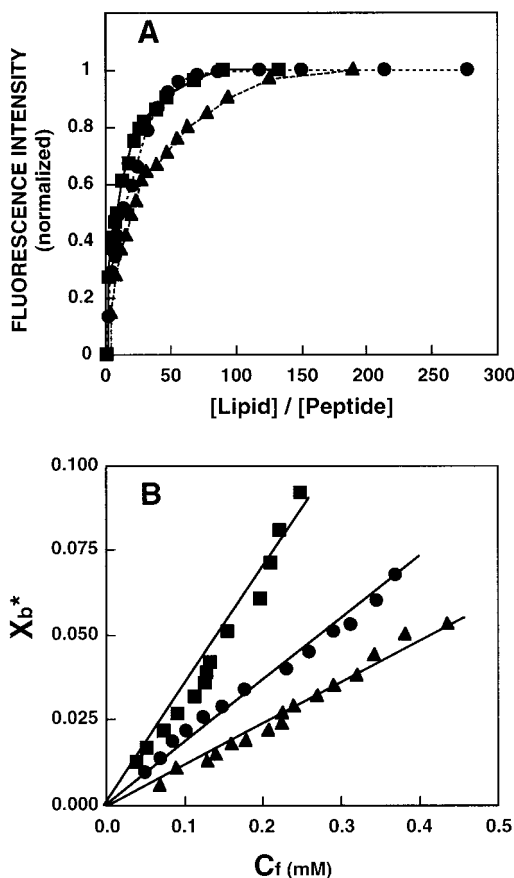 A
FLUORESCENCE INTENSITY
(normalized)
1
0.8
0.6
0.4
0.2
0
0 50 100 150 200 250 300
[Lipid] / [Peptide]
B
Xb*
0.100
0.075
0.050
0.025
0.000
0.0 0.1 0.2 0.3 0.4 0.5
Cf (mM)